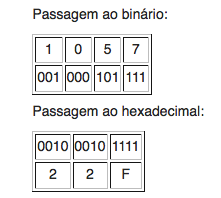 Passagem ao binário:
1 0 5 7
001 000 101 111
Passagem ao hexadecimal:
0010 0010 1111
2 2 F